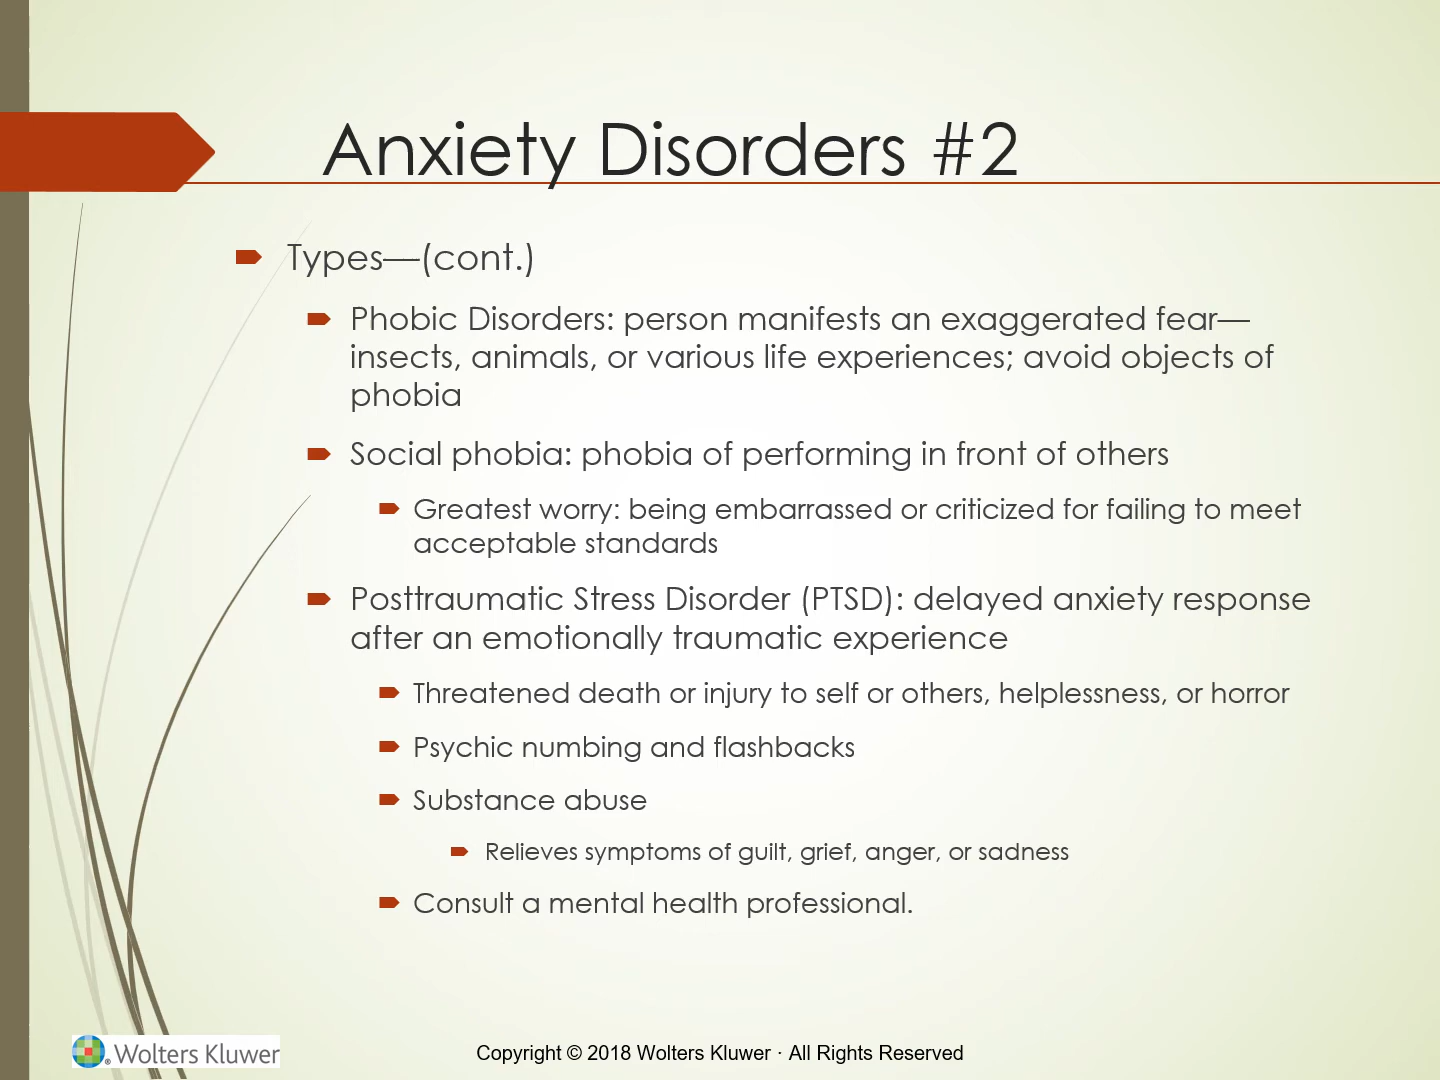 Anxiety Disorders #2
Types—(cont.)
Phobic Disorders: person manifests an exaggerated fear—
insects, animals, or various life experiences; avoid objects of
phobia
Social phobia: phobia of performing in front of others
Greatest worry: being embarrassed or criticized for failing to meet
acceptable standards
Posttraumatic Stress Disorder (PTSD): delayed anxiety response
after an emotionally traumatic experience
Threatened death or injury to self or others, helplessness, or horror
Psychic numbing and flashbacks
Substance abuse
Relieves symptoms of guilt, grief, anger, or sadness
Consult a mental health professional.
® Wolters Kluwer
Copyright © 2018 Wolters Kluwer · All Rights Reserved